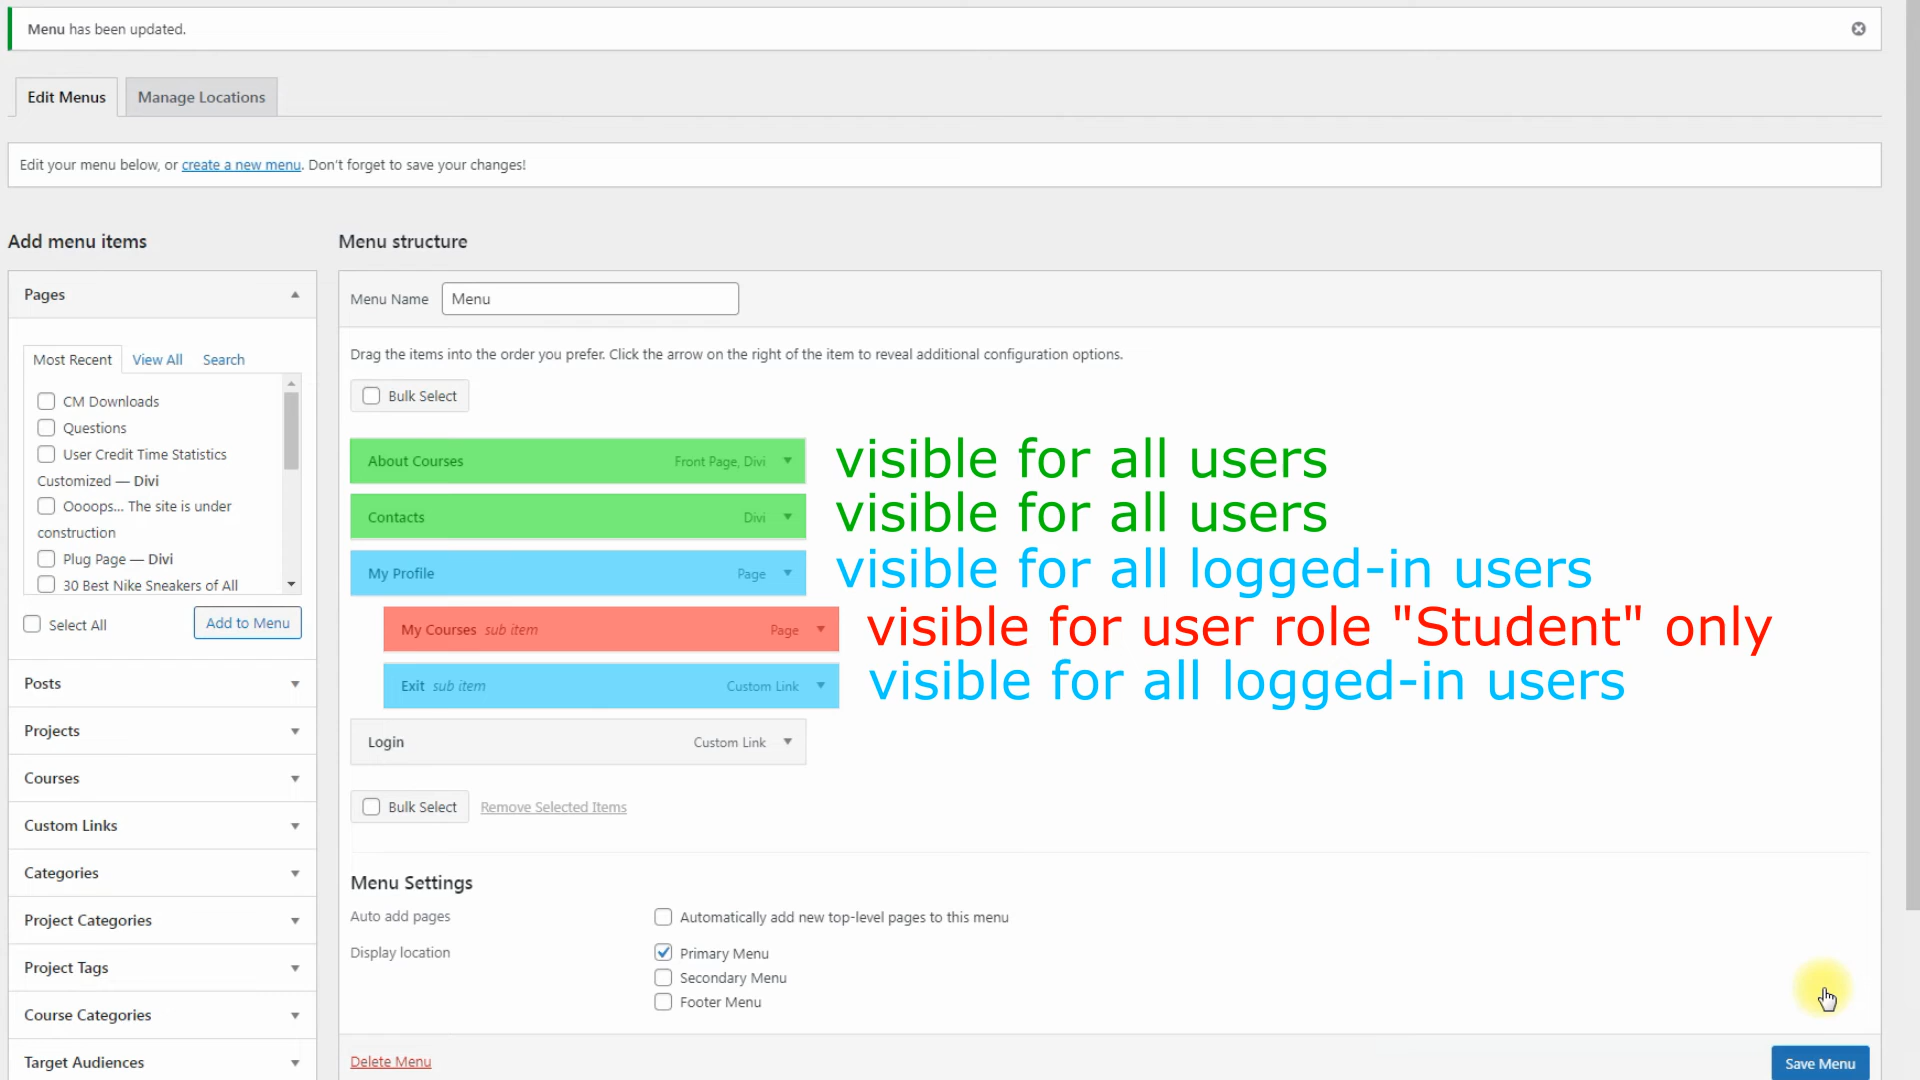 Menu has been updated.
Edit Menus Manage Locations
Edit your menu below, or create a new menu. Don't forget to save your changes!
Add menu items
Pages
Most Recent View All Search
CM Downloads
Questions
User Credit Time Statistics
Customized — Divi
Oooops... The site is under
construction
Plug Page — Divi
30 Best Nike Sneakers of All
Select All Add to Menu
Posts
Projects
Courses
Custom Links
Categories
Project Categories
Project Tags
Course Categories
Target Audiences
Menu structure
Menu Name Menu
Drag the items into the order you prefer. Click the arrow on the right of the item to reveal additional configuration options.
Bulk Select
About Courses Front Page, Divi visible for all users
Contacts Divi visible for all users
My Profile Page visible for all logged-in users
My Courses sub item Page visible for user role "Student" only
Exit sub item Custom Link visible for all logged-in users
Login Custom Link
Bulk Select Remove Selected Items
Menu Settings
Auto add pages Automatically add new top-level pages to this menu
Display location Primary Menu
Secondary Menu
Footer Menu
Delete Menu Save Menu